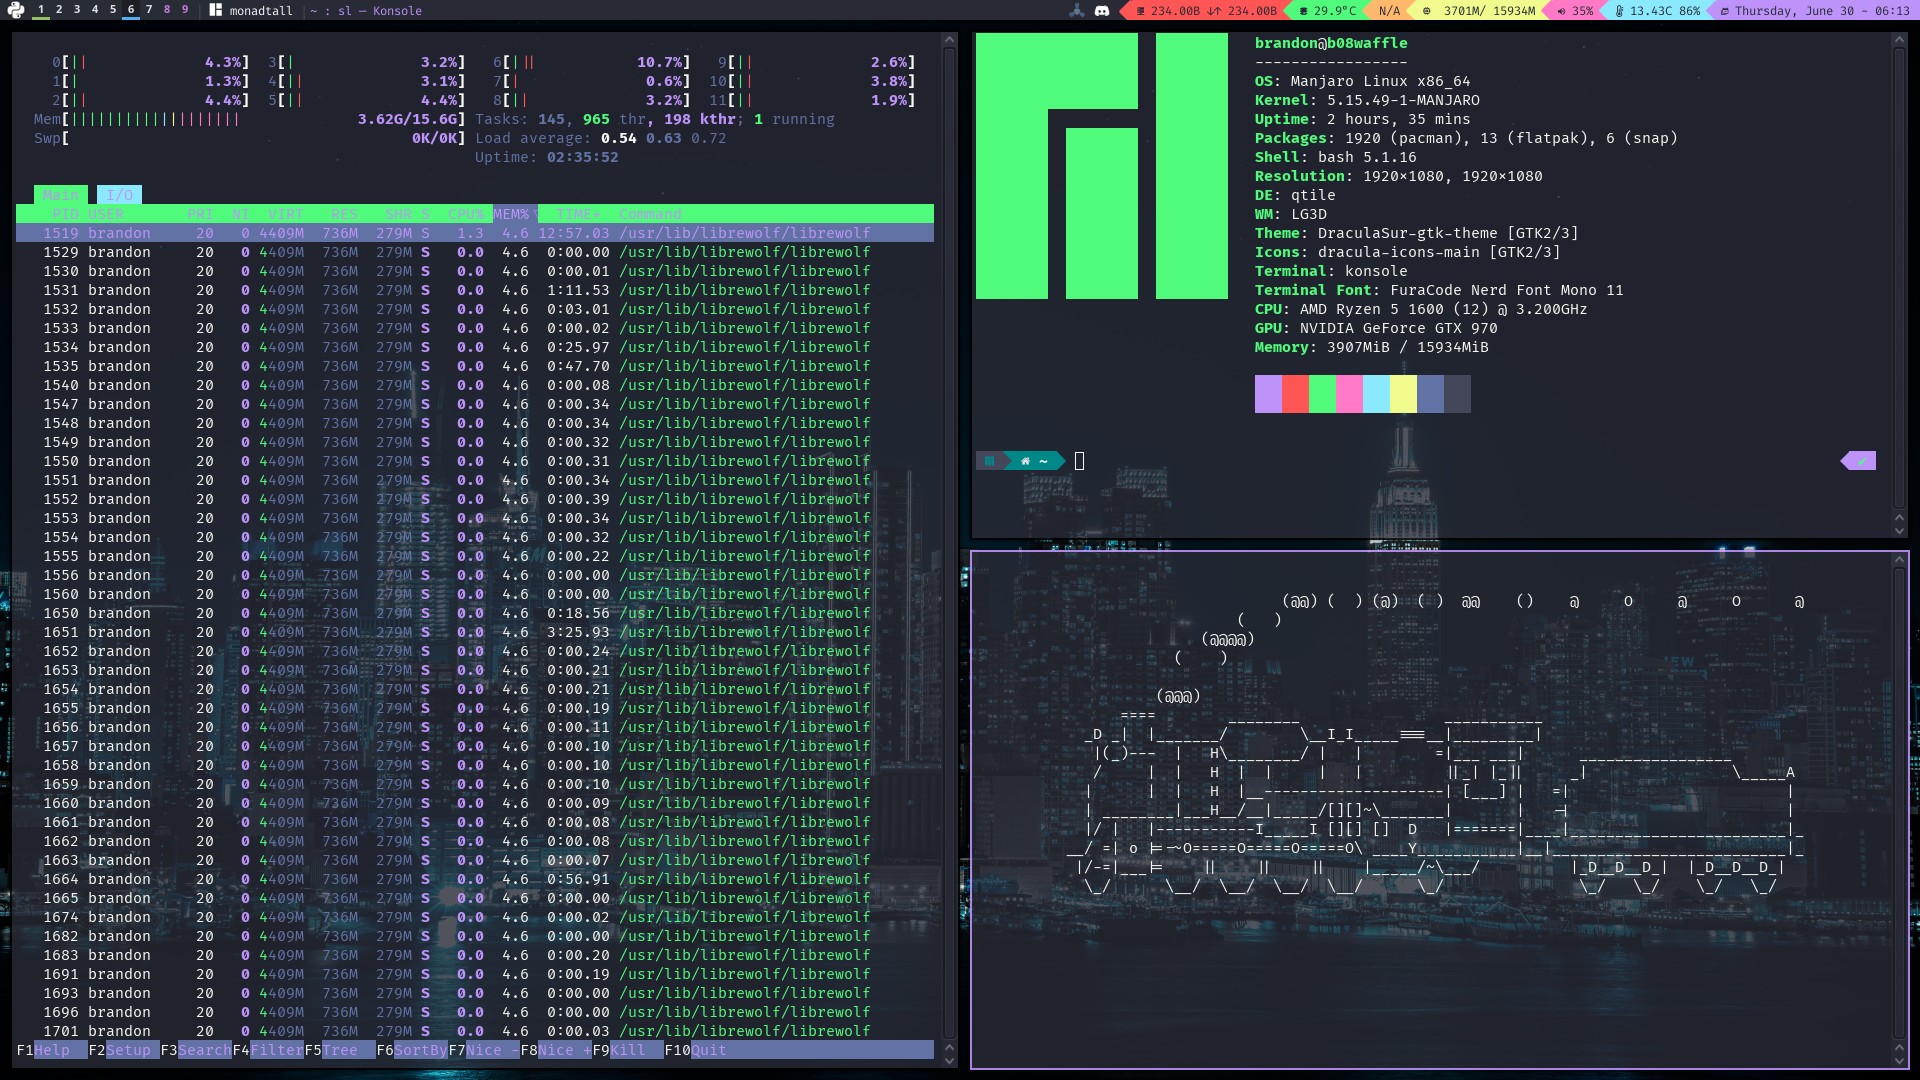 1 2 3 4 5 6 7 8 9 monadtall ~ : sl — Konsole 234.00B ↓↑ 234.00B 29.9°C N/A 3701M/ 15934M 35% 13.43C 86% Thursday, June 30 - 06:13
0[|| 4.3%] 3[| 3.2%] 6[||| 10.7%] 9[|| 2.6%]
1[| 1.3%] 4[|| 3.1%] 7[| 0.6%] 10[|| 3.8%]
2[|| 4.4%] 5[|| 4.4%] 8[|| 3.2%] 11[|| 1.9%]
Mem[||||||||||||||||||| 3.62G/15.6G] Tasks: 145, 965 thr, 198 kthr; 1 running
Swp[ 0K/0K] Load average: 0.54 0.63 0.72
Uptime: 02:35:52
Main I/O
PID USER PRI NI VIRT RES SHR S CPU% MEM%▽ TIME+ Command
1519 brandon 20 0 4409M 736M 279M S 1.3 4.6 12:57.03 /usr/lib/librewolf/librewolf
1529 brandon 20 0 4409M 736M 279M S 0.0 4.6 0:00.00 /usr/lib/librewolf/librewolf
1530 brandon 20 0 4409M 736M 279M S 0.0 4.6 0:00.01 /usr/lib/librewolf/librewolf
1531 brandon 20 0 4409M 736M 279M S 0.0 4.6 1:11.53 /usr/lib/librewolf/librewolf
1532 brandon 20 0 4409M 736M 279M S 0.0 4.6 0:03.01 /usr/lib/librewolf/librewolf
1533 brandon 20 0 4409M 736M 279M S 0.0 4.6 0:00.02 /usr/lib/librewolf/librewolf
1534 brandon 20 0 4409M 736M 279M S 0.0 4.6 0:25.97 /usr/lib/librewolf/librewolf
1535 brandon 20 0 4409M 736M 279M S 0.0 4.6 0:47.70 /usr/lib/librewolf/librewolf
1540 brandon 20 0 4409M 736M 279M S 0.0 4.6 0:00.08 /usr/lib/librewolf/librewolf
1547 brandon 20 0 4409M 736M 279M S 0.0 4.6 0:00.34 /usr/lib/librewolf/librewolf
1548 brandon 20 0 4409M 736M 279M S 0.0 4.6 0:00.34 /usr/lib/librewolf/librewolf
1549 brandon 20 0 4409M 736M 279M S 0.0 4.6 0:00.32 /usr/lib/librewolf/librewolf
1550 brandon 20 0 4409M 736M 279M S 0.0 4.6 0:00.31 /usr/lib/librewolf/librewolf
1551 brandon 20 0 4409M 736M 279M S 0.0 4.6 0:00.34 /usr/lib/librewolf/librewolf
1552 brandon 20 0 4409M 736M 279M S 0.0 4.6 0:00.39 /usr/lib/librewolf/librewolf
1553 brandon 20 0 4409M 736M 279M S 0.0 4.6 0:00.34 /usr/lib/librewolf/librewolf
1554 brandon 20 0 4409M 736M 279M S 0.0 4.6 0:00.32 /usr/lib/librewolf/librewolf
1555 brandon 20 0 4409M 736M 279M S 0.0 4.6 0:00.22 /usr/lib/librewolf/librewolf
1556 brandon 20 0 4409M 736M 279M S 0.0 4.6 0:00.00 /usr/lib/librewolf/librewolf
1560 brandon 20 0 4409M 736M 279M S 0.0 4.6 0:00.00 /usr/lib/librewolf/librewolf
1650 brandon 20 0 4409M 736M 279M S 0.0 4.6 0:18.56 /usr/lib/librewolf/librewolf
1651 brandon 20 0 4409M 736M 279M S 0.0 4.6 3:25.93 /usr/lib/librewolf/librewolf
1652 brandon 20 0 4409M 736M 279M S 0.0 4.6 0:00.24 /usr/lib/librewolf/librewolf
1653 brandon 20 0 4409M 736M 279M S 0.0 4.6 0:00.21 /usr/lib/librewolf/librewolf
1654 brandon 20 0 4409M 736M 279M S 0.0 4.6 0:00.21 /usr/lib/librewolf/librewolf
1655 brandon 20 0 4409M 736M 279M S 0.0 4.6 0:00.19 /usr/lib/librewolf/librewolf
1656 brandon 20 0 4409M 736M 279M S 0.0 4.6 0:00.11 /usr/lib/librewolf/librewolf
1657 brandon 20 0 4409M 736M 279M S 0.0 4.6 0:00.10 /usr/lib/librewolf/librewolf
1658 brandon 20 0 4409M 736M 279M S 0.0 4.6 0:00.10 /usr/lib/librewolf/librewolf
1659 brandon 20 0 4409M 736M 279M S 0.0 4.6 0:00.10 /usr/lib/librewolf/librewolf
1660 brandon 20 0 4409M 736M 279M S 0.0 4.6 0:00.09 /usr/lib/librewolf/librewolf
1661 brandon 20 0 4409M 736M 279M S 0.0 4.6 0:00.08 /usr/lib/librewolf/librewolf
1662 brandon 20 0 4409M 736M 279M S 0.0 4.6 0:00.08 /usr/lib/librewolf/librewolf
1663 brandon 20 0 4409M 736M 279M S 0.0 4.6 0:00.07 /usr/lib/librewolf/librewolf
1664 brandon 20 0 4409M 736M 279M S 0.0 4.6 0:56.91 /usr/lib/librewolf/librewolf
1665 brandon 20 0 4409M 736M 279M S 0.0 4.6 0:00.00 /usr/lib/librewolf/librewolf
1674 brandon 20 0 4409M 736M 279M S 0.0 4.6 0:00.02 /usr/lib/librewolf/librewolf
1682 brandon 20 0 4409M 736M 279M S 0.0 4.6 0:00.00 /usr/lib/librewolf/librewolf
1683 brandon 20 0 4409M 736M 279M S 0.0 4.6 0:00.20 /usr/lib/librewolf/librewolf
1691 brandon 20 0 4409M 736M 279M S 0.0 4.6 0:00.19 /usr/lib/librewolf/librewolf
1693 brandon 20 0 4409M 736M 279M S 0.0 4.6 0:00.00 /usr/lib/librewolf/librewolf
1696 brandon 20 0 4409M 736M 279M S 0.0 4.6 0:00.00 /usr/lib/librewolf/librewolf
1701 brandon 20 0 4409M 736M 279M S 0.0 4.6 0:00.03 /usr/lib/librewolf/librewolf
F1Help F2Setup F3SearchF4FilterF5Tree F6SortByF7Nice -F8Nice +F9Kill F10Quit
brandon@b08waffle
-----------------
OS: Manjaro Linux x86_64
Kernel: 5.15.49-1-MANJARO
Uptime: 2 hours, 35 mins
Packages: 1920 (pacman), 13 (flatpak), 6 (snap)
Shell: bash 5.1.16
Resolution: 1920×1080, 1920×1080
DE: qtile
WM: LG3D
Theme: DraculaSur-gtk-theme [GTK2/3]
Icons: dracula-icons-main [GTK2/3]
Terminal: konsole
Terminal Font: FuraCode Nerd Font Mono 11
CPU: AMD Ryzen 5 1600 (12) @ 3.200GHz
GPU: NVIDIA GeForce GTX 970
Memory: 3907MiB / 15934MiB
~